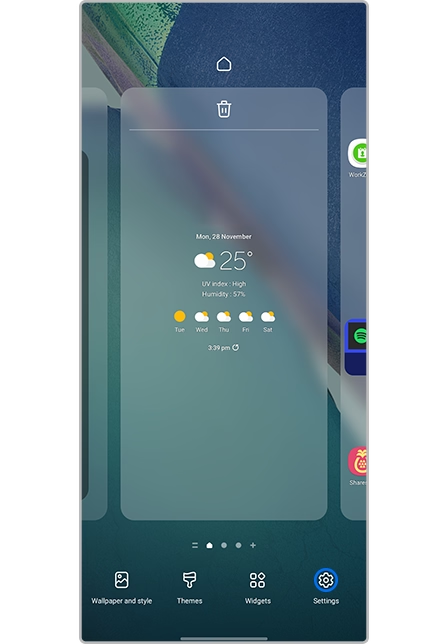 Mon, 28 November
25°
UV index : High
Humidity : 57%
Tue Wed Thu Fri Sat
3:39 pm
WorkZ
Share
Wallpaper and style Themes Widgets Settings